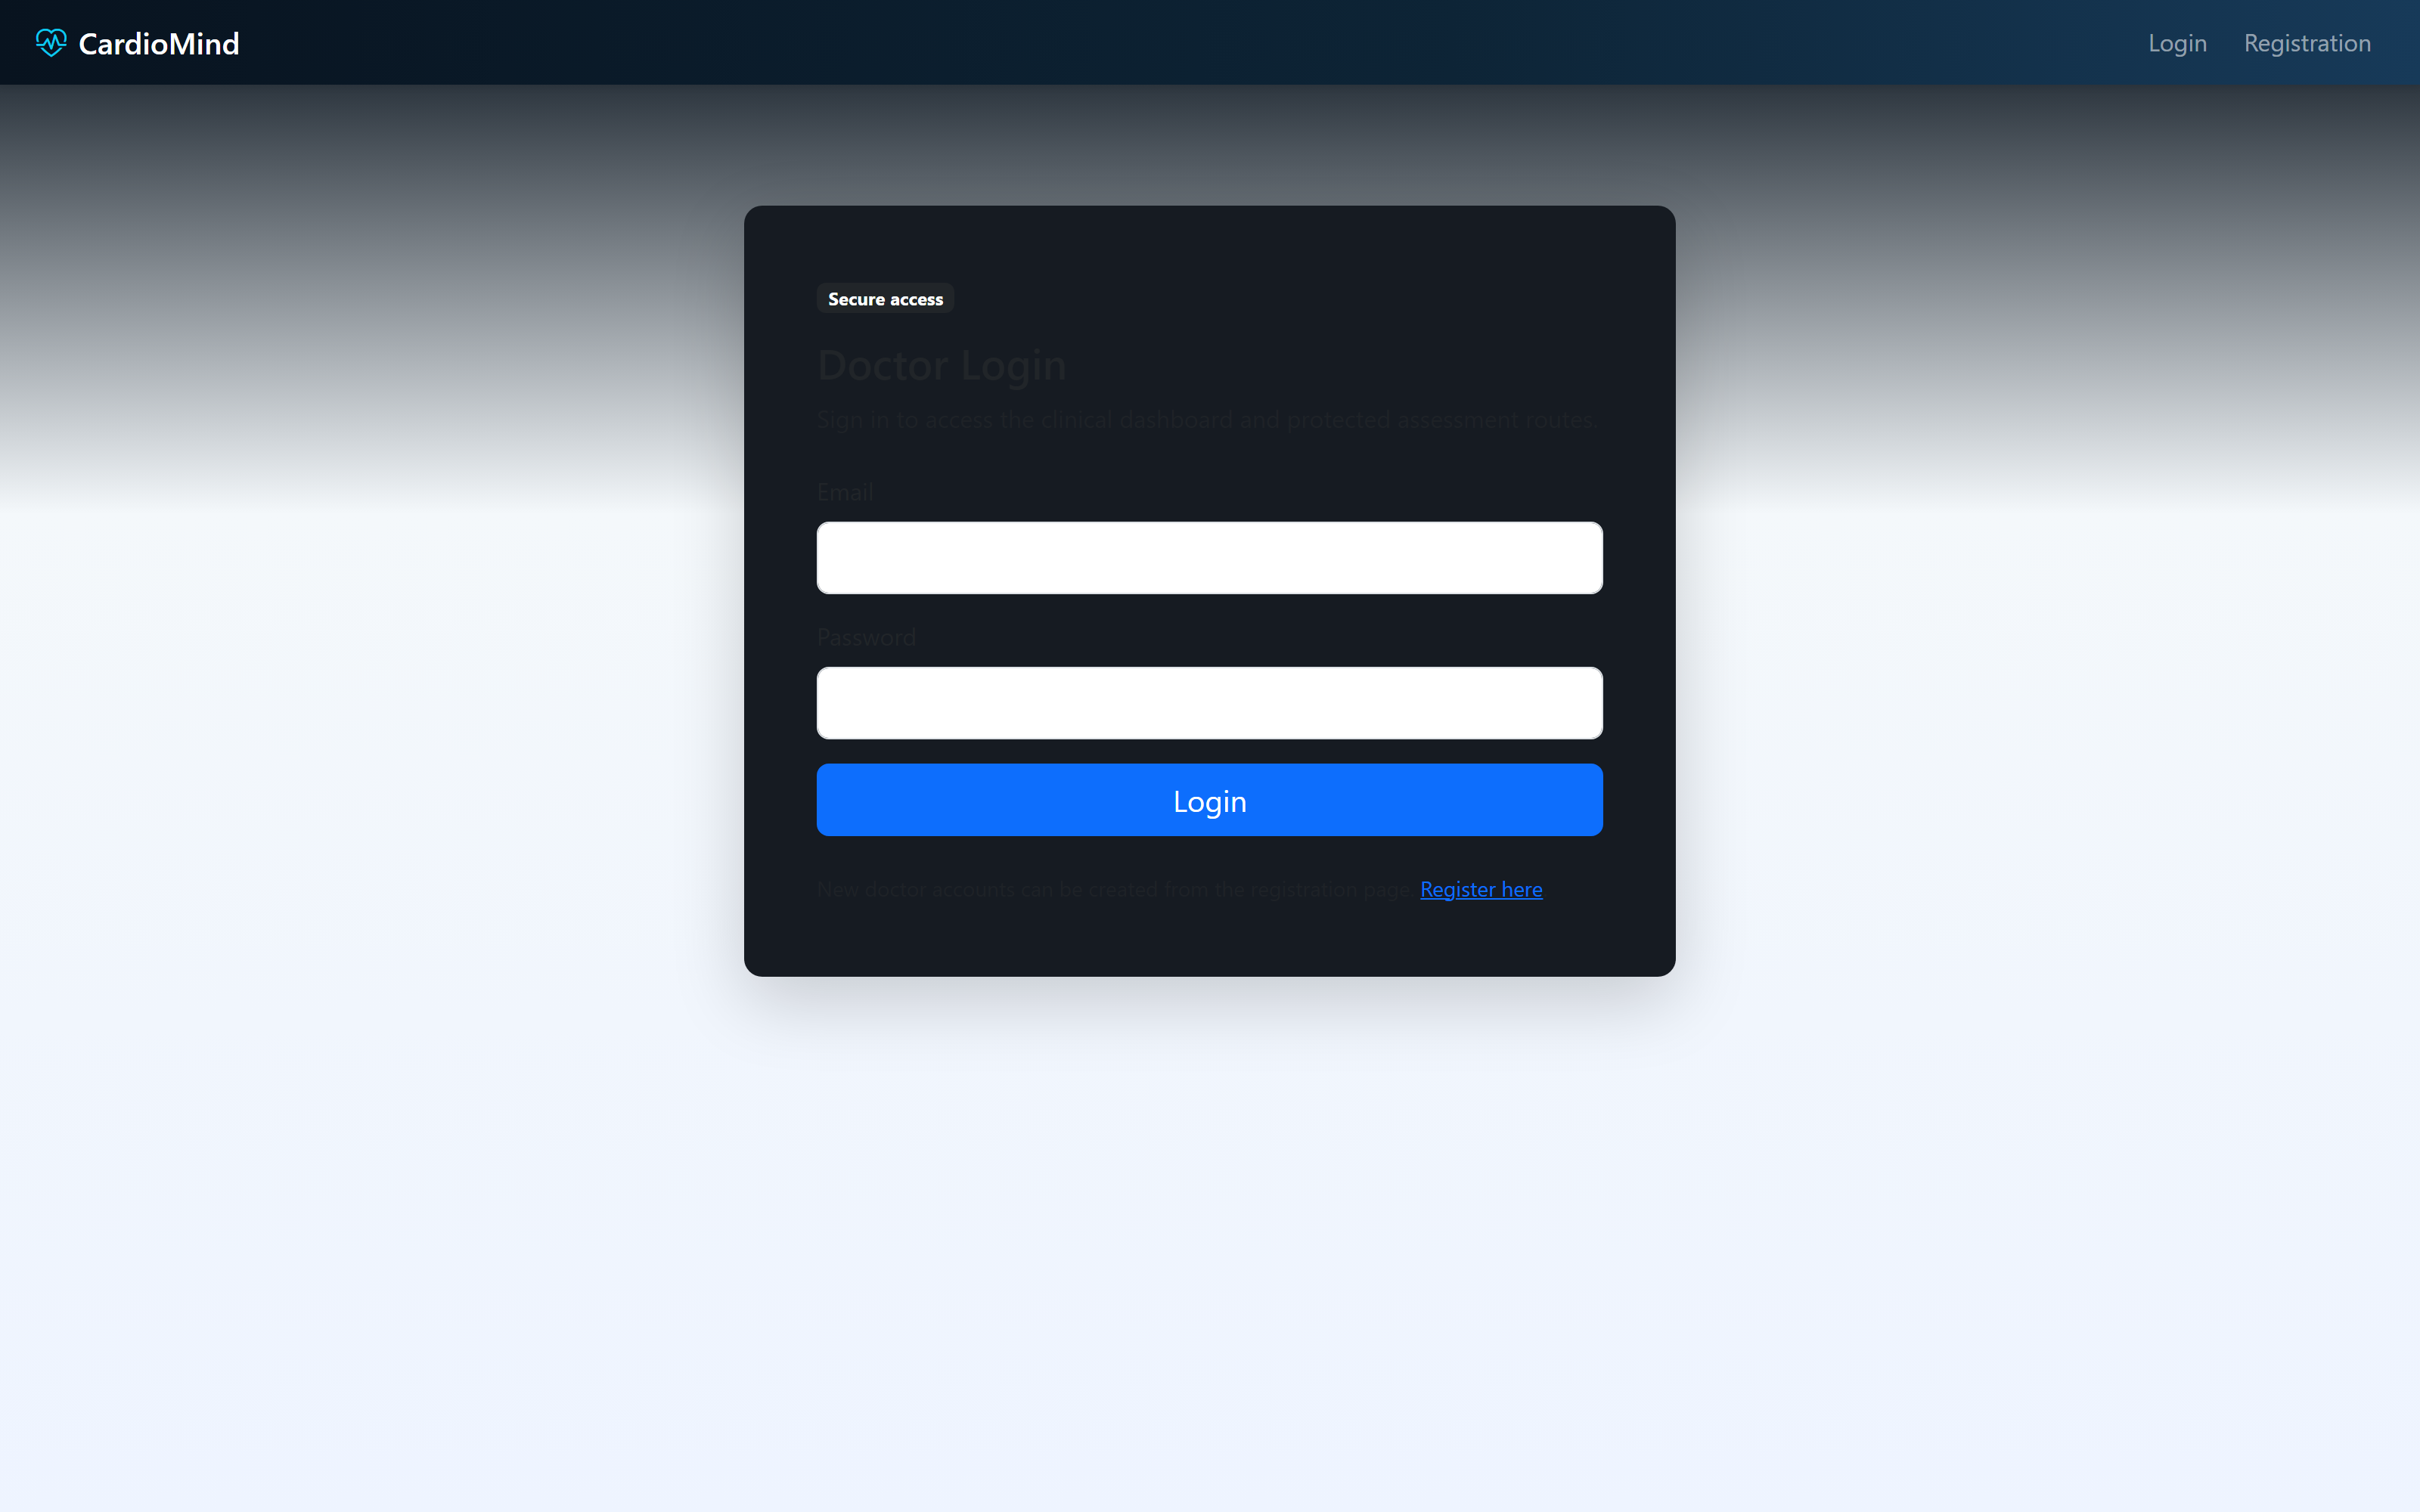 CardioMind
Login
Registration
Secure access
Doctor Login
Sign in to access the clinical dashboard and protected assessment routes.
Email
Password
Login
New doctor accounts can be created from the registration page. Register here